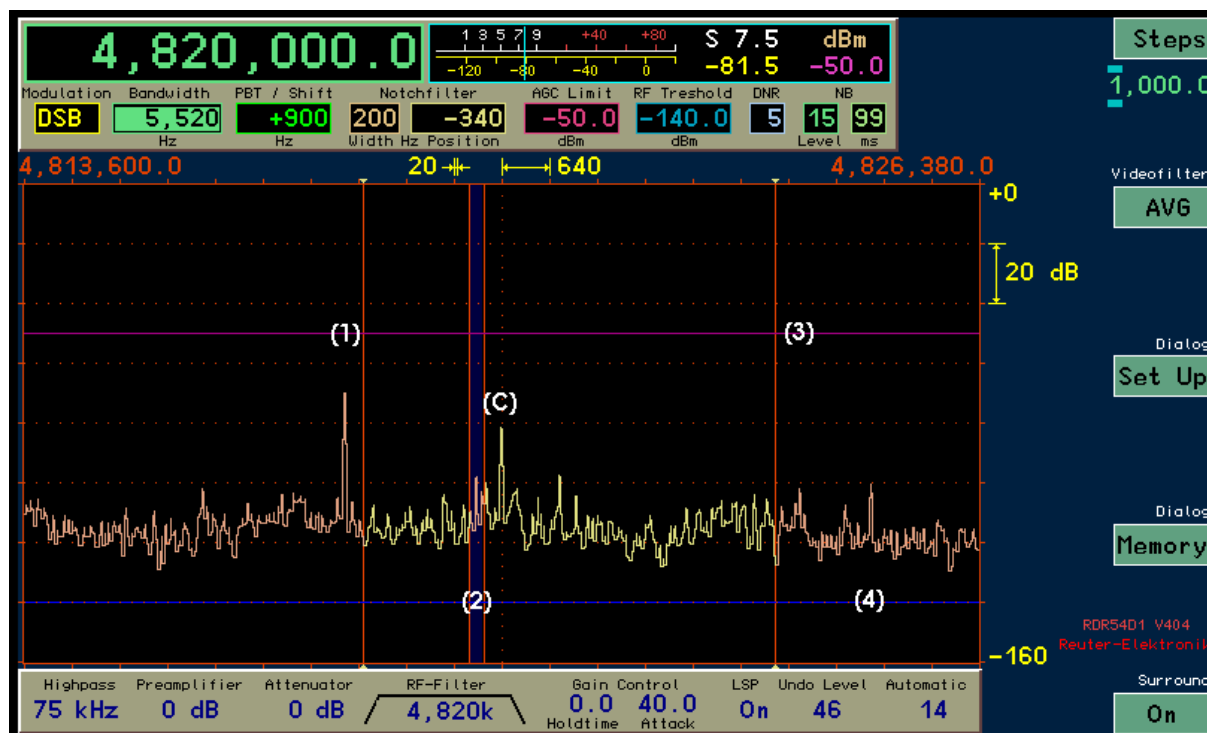 4,820,000.0
1 3 5 7 9 +40 +80 S 7.5 dBm
-120 -80 -40 0 -81.5 -50.0
Steps
1,000.0
Modulation Bandwidth PBT / Shift Notchfilter AGC Limit RF Treshold DNR NB
DSB 5,520 +900 200 -340 -50.0 -140.0 5 15 99
Hz Hz Width Hz Position dBm dBm Level ms
4,813,600.0 20 640 4,826,380.0
+0
Videofilter
AVG
20 dB
(1) (3)
Dialog
Set Up
(C)
Dialog
Memory
(2) (4)
RDR54D1 V404
Reuter-Elektronik
-160
Highpass Preamplifier Attenuator RF-Filter Gain Control LSP Undo Level Automatic
75 kHz 0 dB 0 dB 4,820k 0.0 40.0 On 46 14
Holdtime Attack
Surround
On